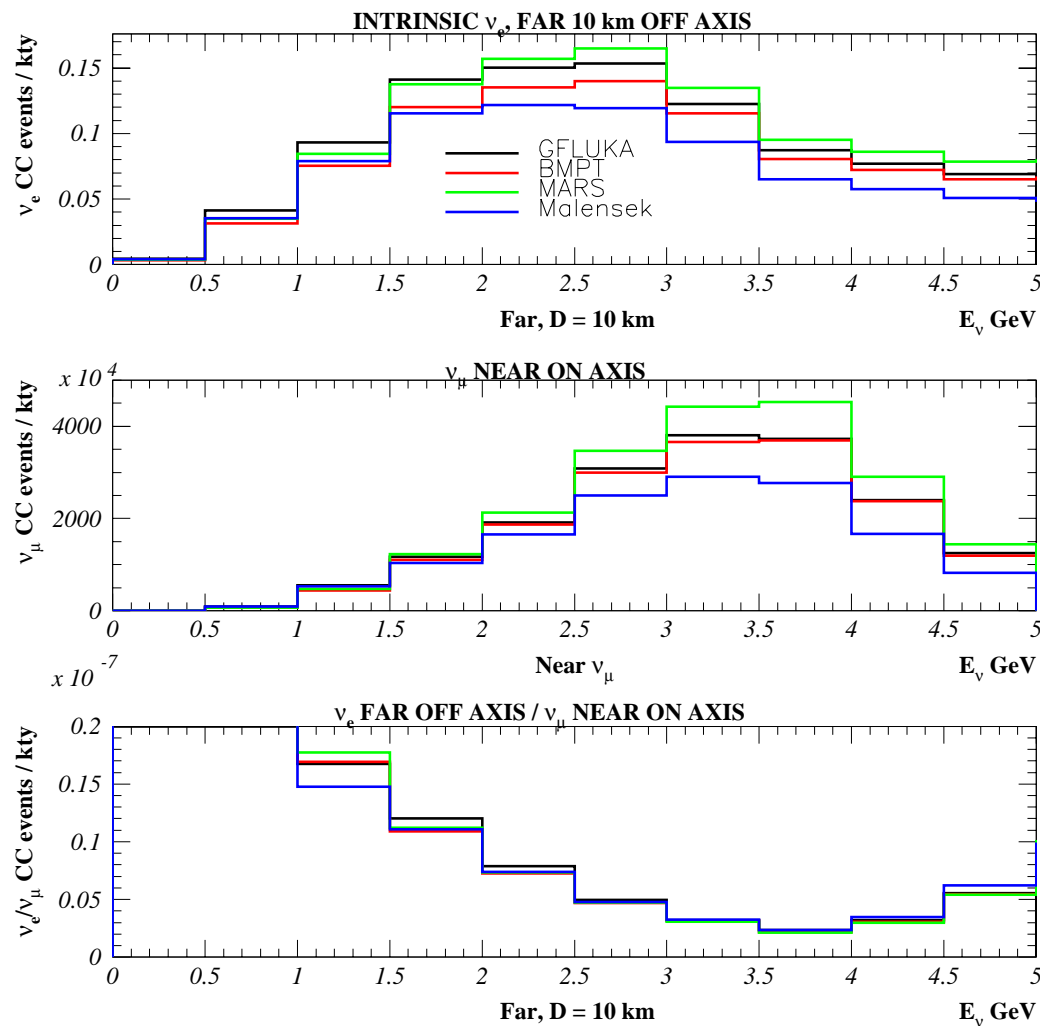 INTRINSIC νe, FAR 10 km OFF AXIS
νe CC events / kty
0.15
0.1
0.05
0
GFLUKA
BMPT
MARS
Malensek
0 0.5 1 1.5 2 2.5 3 3.5 4 4.5 5
Far, D = 10 km
Eν GeV
x 10^4
νμ NEAR ON AXIS
νμ CC events / kty
4000
2000
0
0 0.5 1 1.5 2 2.5 3 3.5 4 4.5 5
Near νμ
Eν GeV
x 10^-7
νe FAR OFF AXIS / νμ NEAR ON AXIS
νe/νμ CC events / kty
0.2
0.15
0.1
0.05
0
0 0.5 1 1.5 2 2.5 3 3.5 4 4.5 5
Far, D = 10 km
Eν GeV